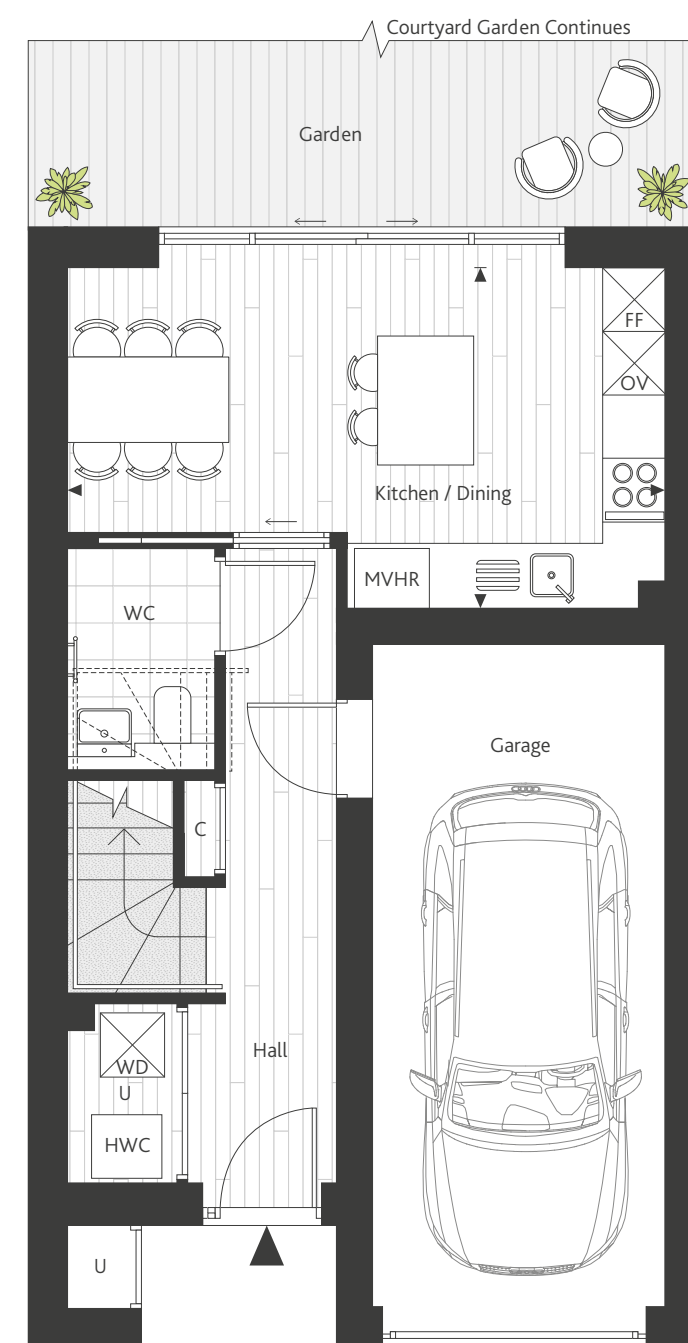 Courtyard Garden Continues
Garden
FF
OV
Kitchen / Dining
MVHR
WC
Garage
C
Hall
WD
U
HWC
U